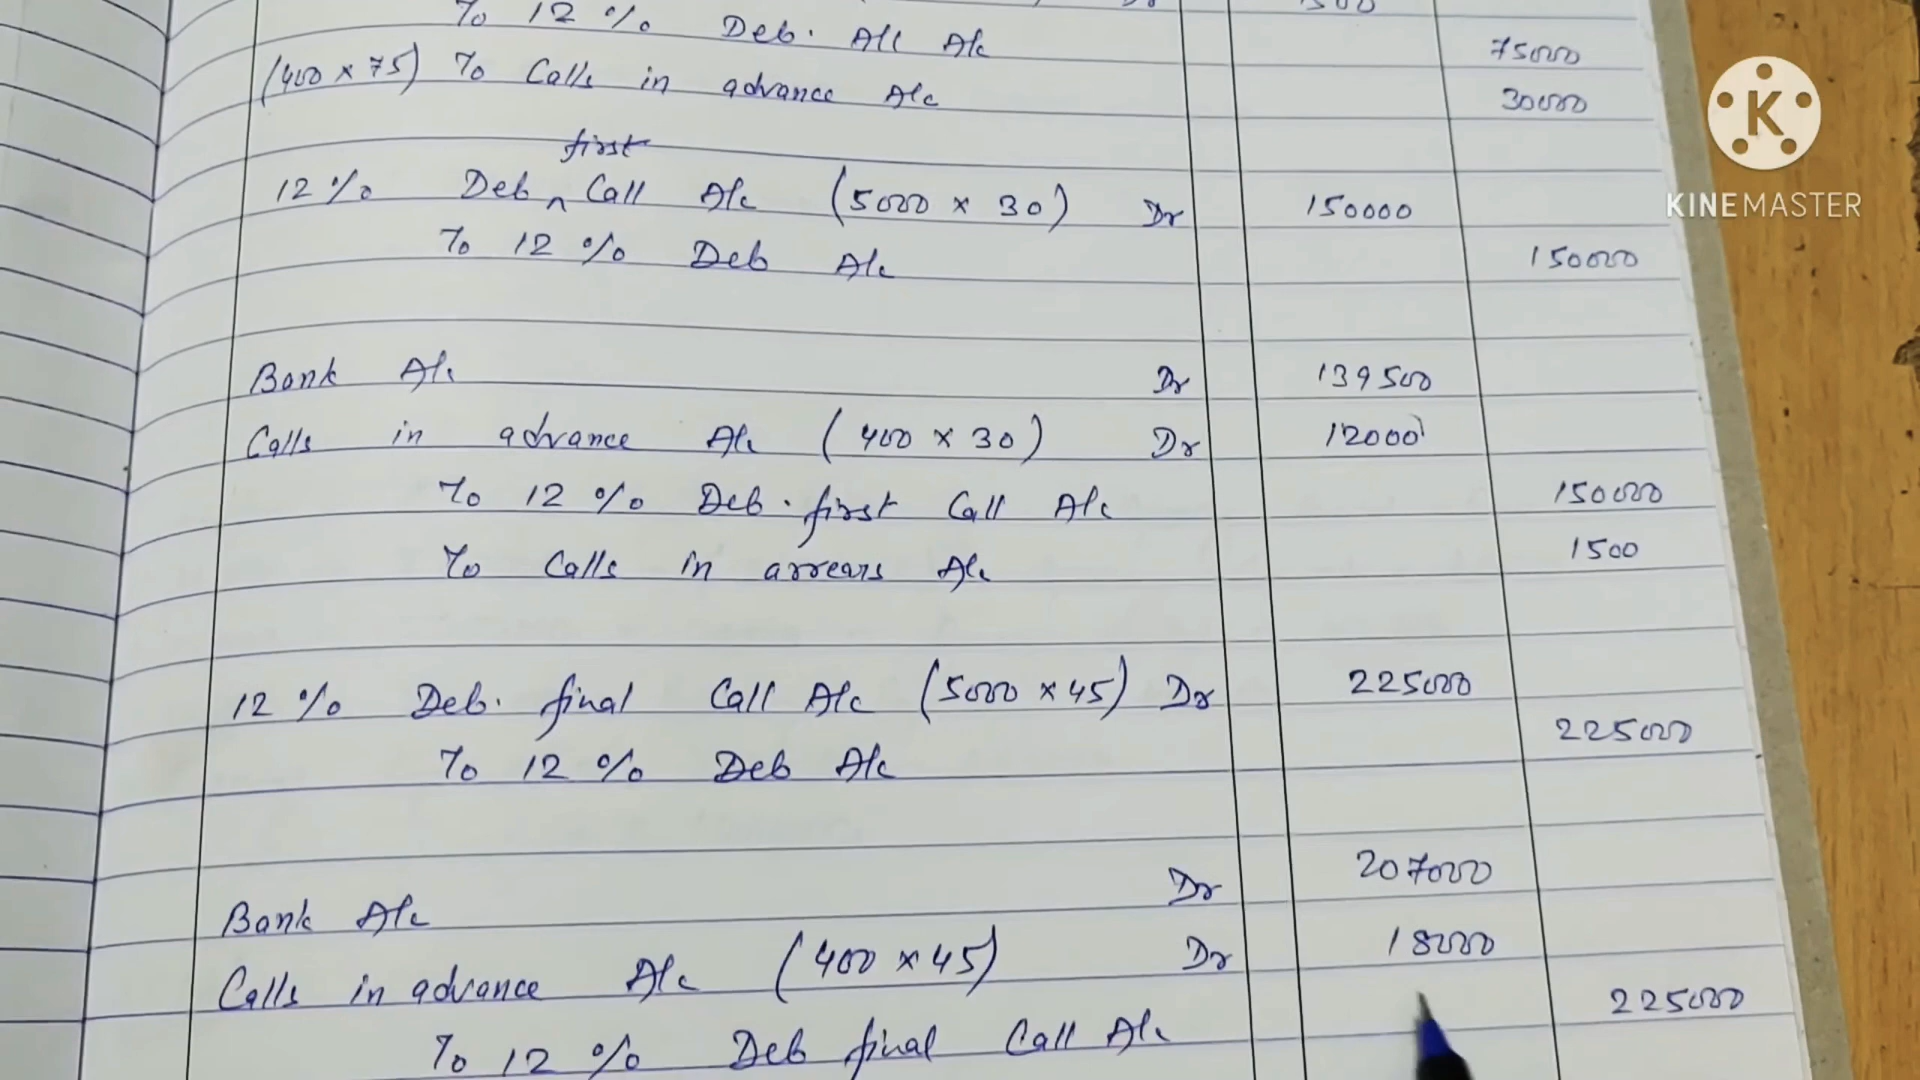 To 12 % Deb. All A/c 75000
(400 × 75) To Calls in advance A/c 30000
first
12 % Deb ^ Call A/c (5000 × 30) Dr 150000
To 12 % Deb A/c 150000
Bank A/c Dr 139500
Calls in advance A/c (400 × 30) Dr 12000
To 12 % Deb. first Call A/c 150000
To Calls in arrears A/c 1500
12 % Deb. final Call A/c (5000 × 45) Dr 225000
To 12 % Deb A/c 225000
Bank A/c Dr 207000
Calls in advance A/c (400 × 45) Dr 18000
To 12 % Deb final Call A/c 225000
K
KINEMASTER